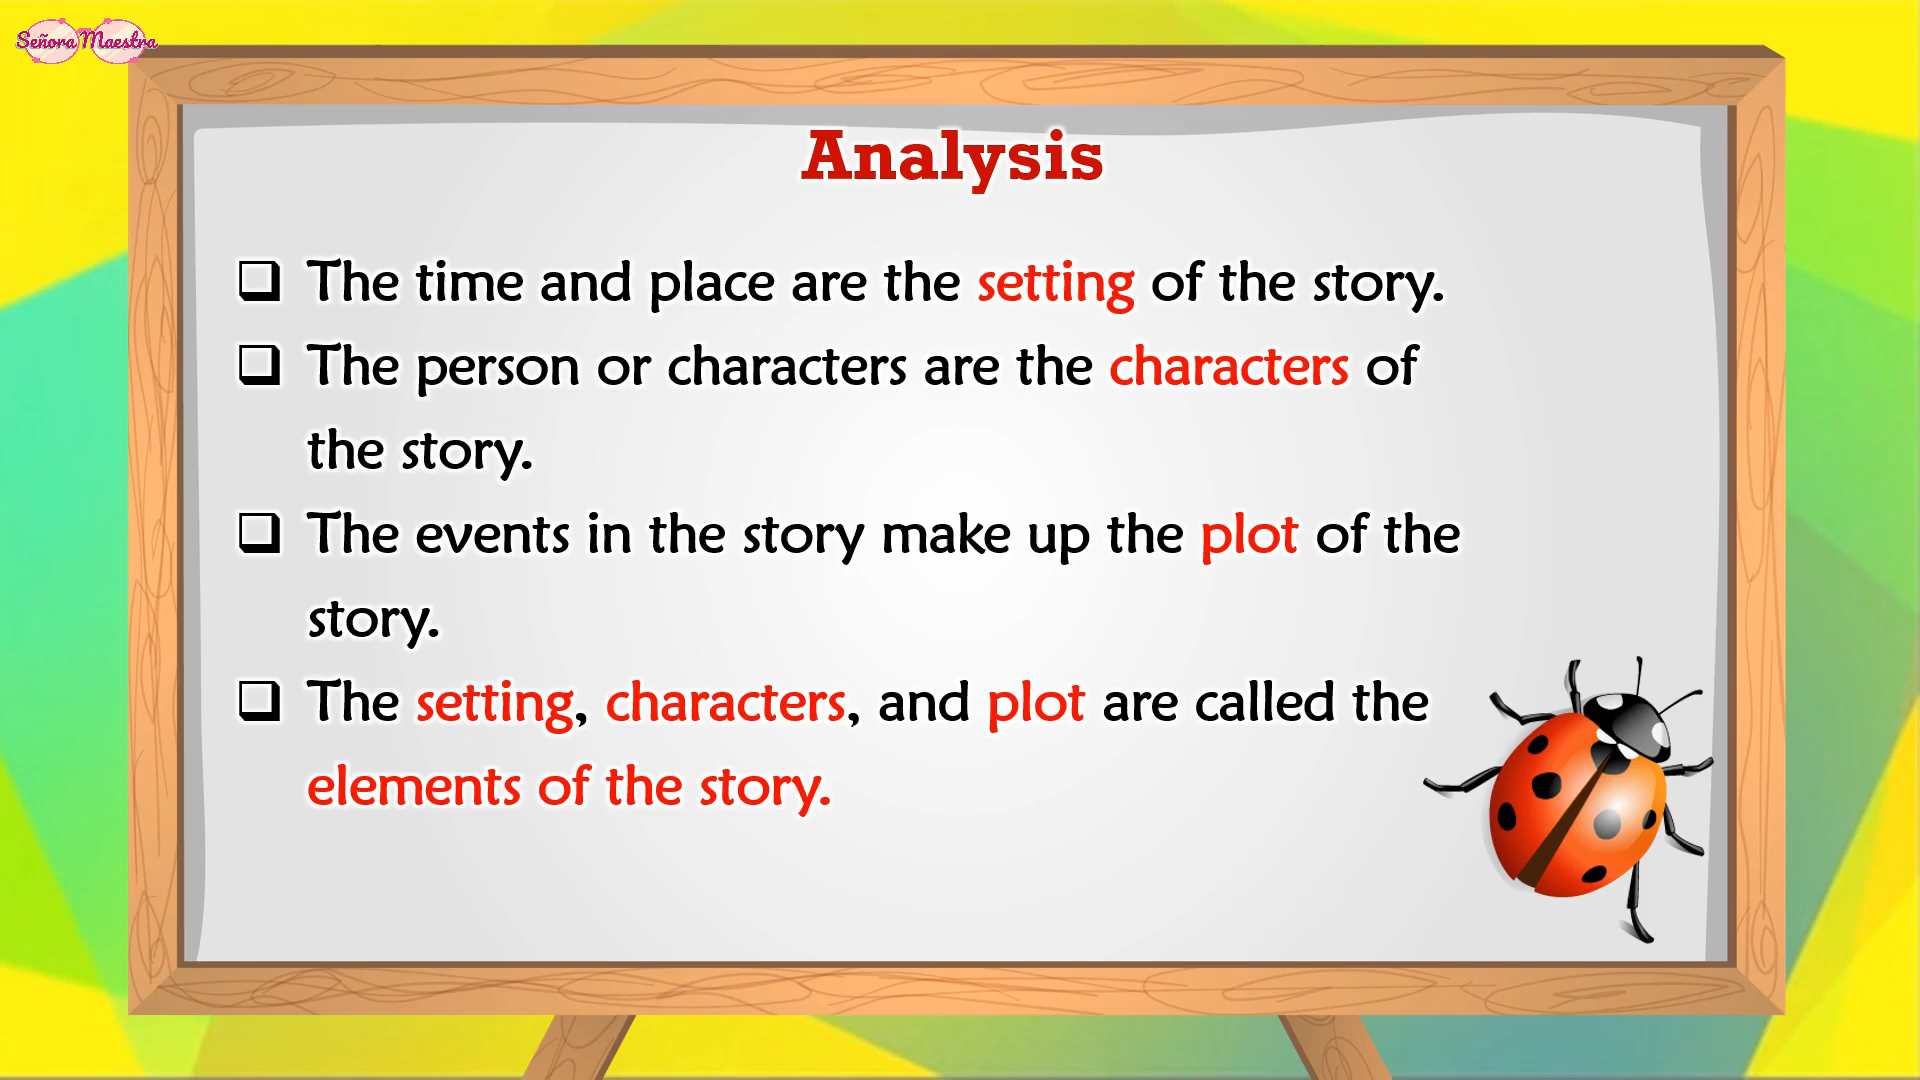 Señora Maestra
Analysis
❑ The time and place are the setting of the story.
❑ The person or characters are the characters of
the story.
❑ The events in the story make up the plot of the
story.
❑ The setting, characters, and plot are called the
elements of the story.